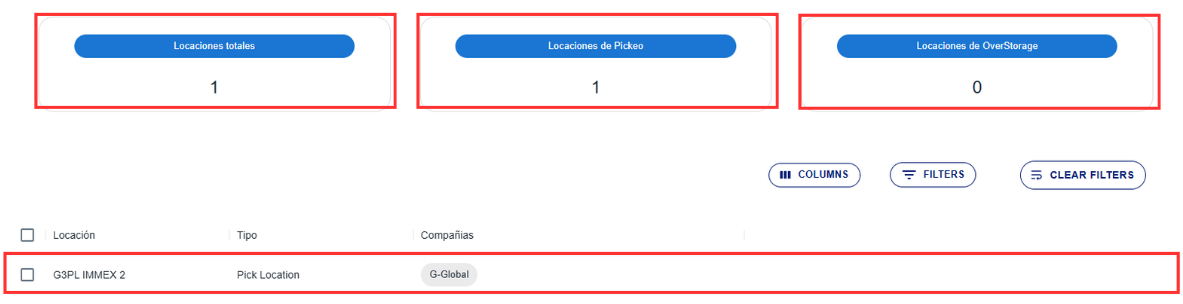 Locaciones totales
Locaciones de Pickeo
Locaciones de OverStorage
1
1
0
COLUMNS
FILTERS
CLEAR FILTERS
Locación Tipo Compañias
G3PL IMMEX 2 Pick Location G-Global